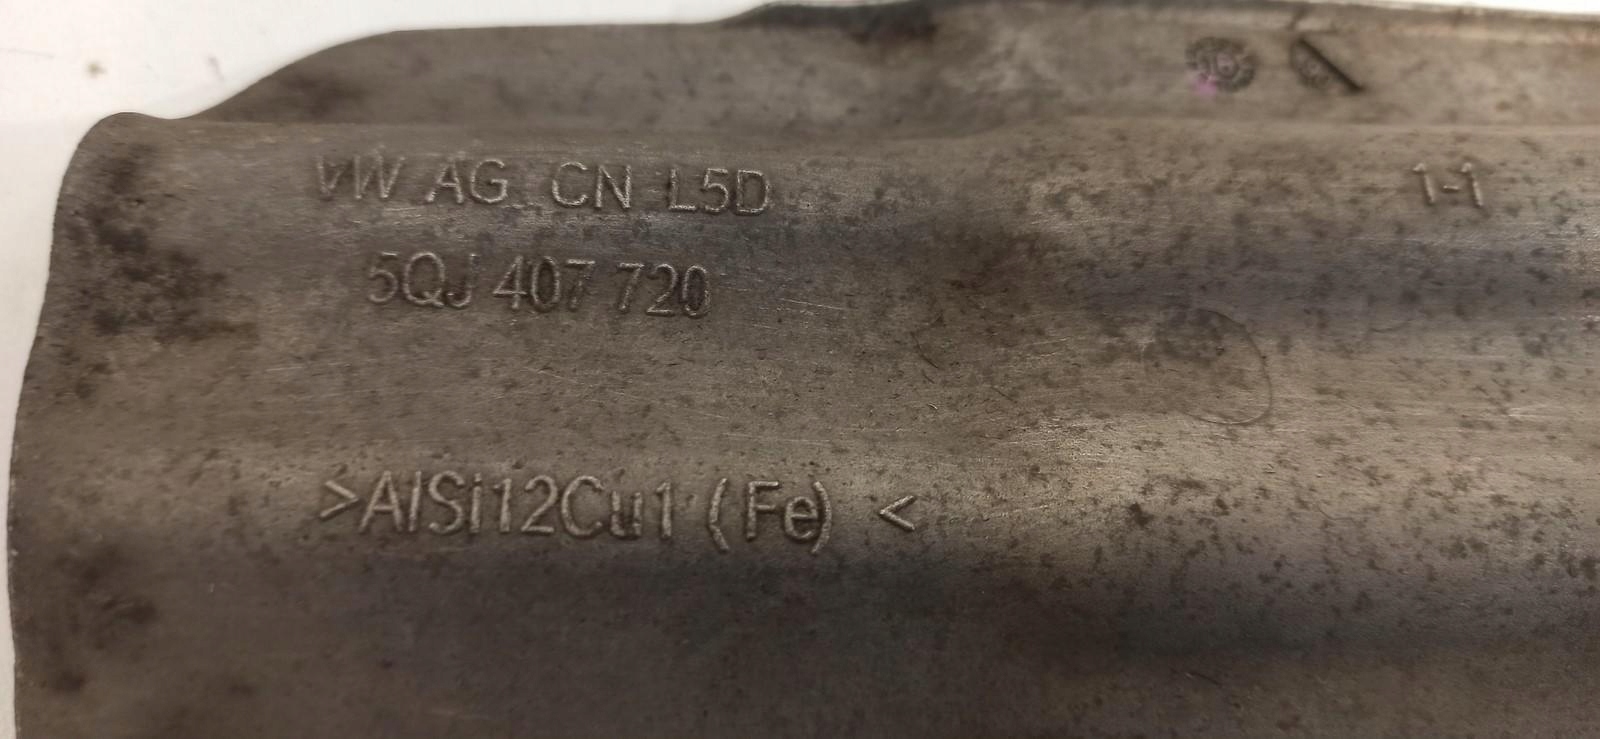 VW AG CN L5D
1-1
5QJ 407 720
>AlSi12Cu1 (Fe) <